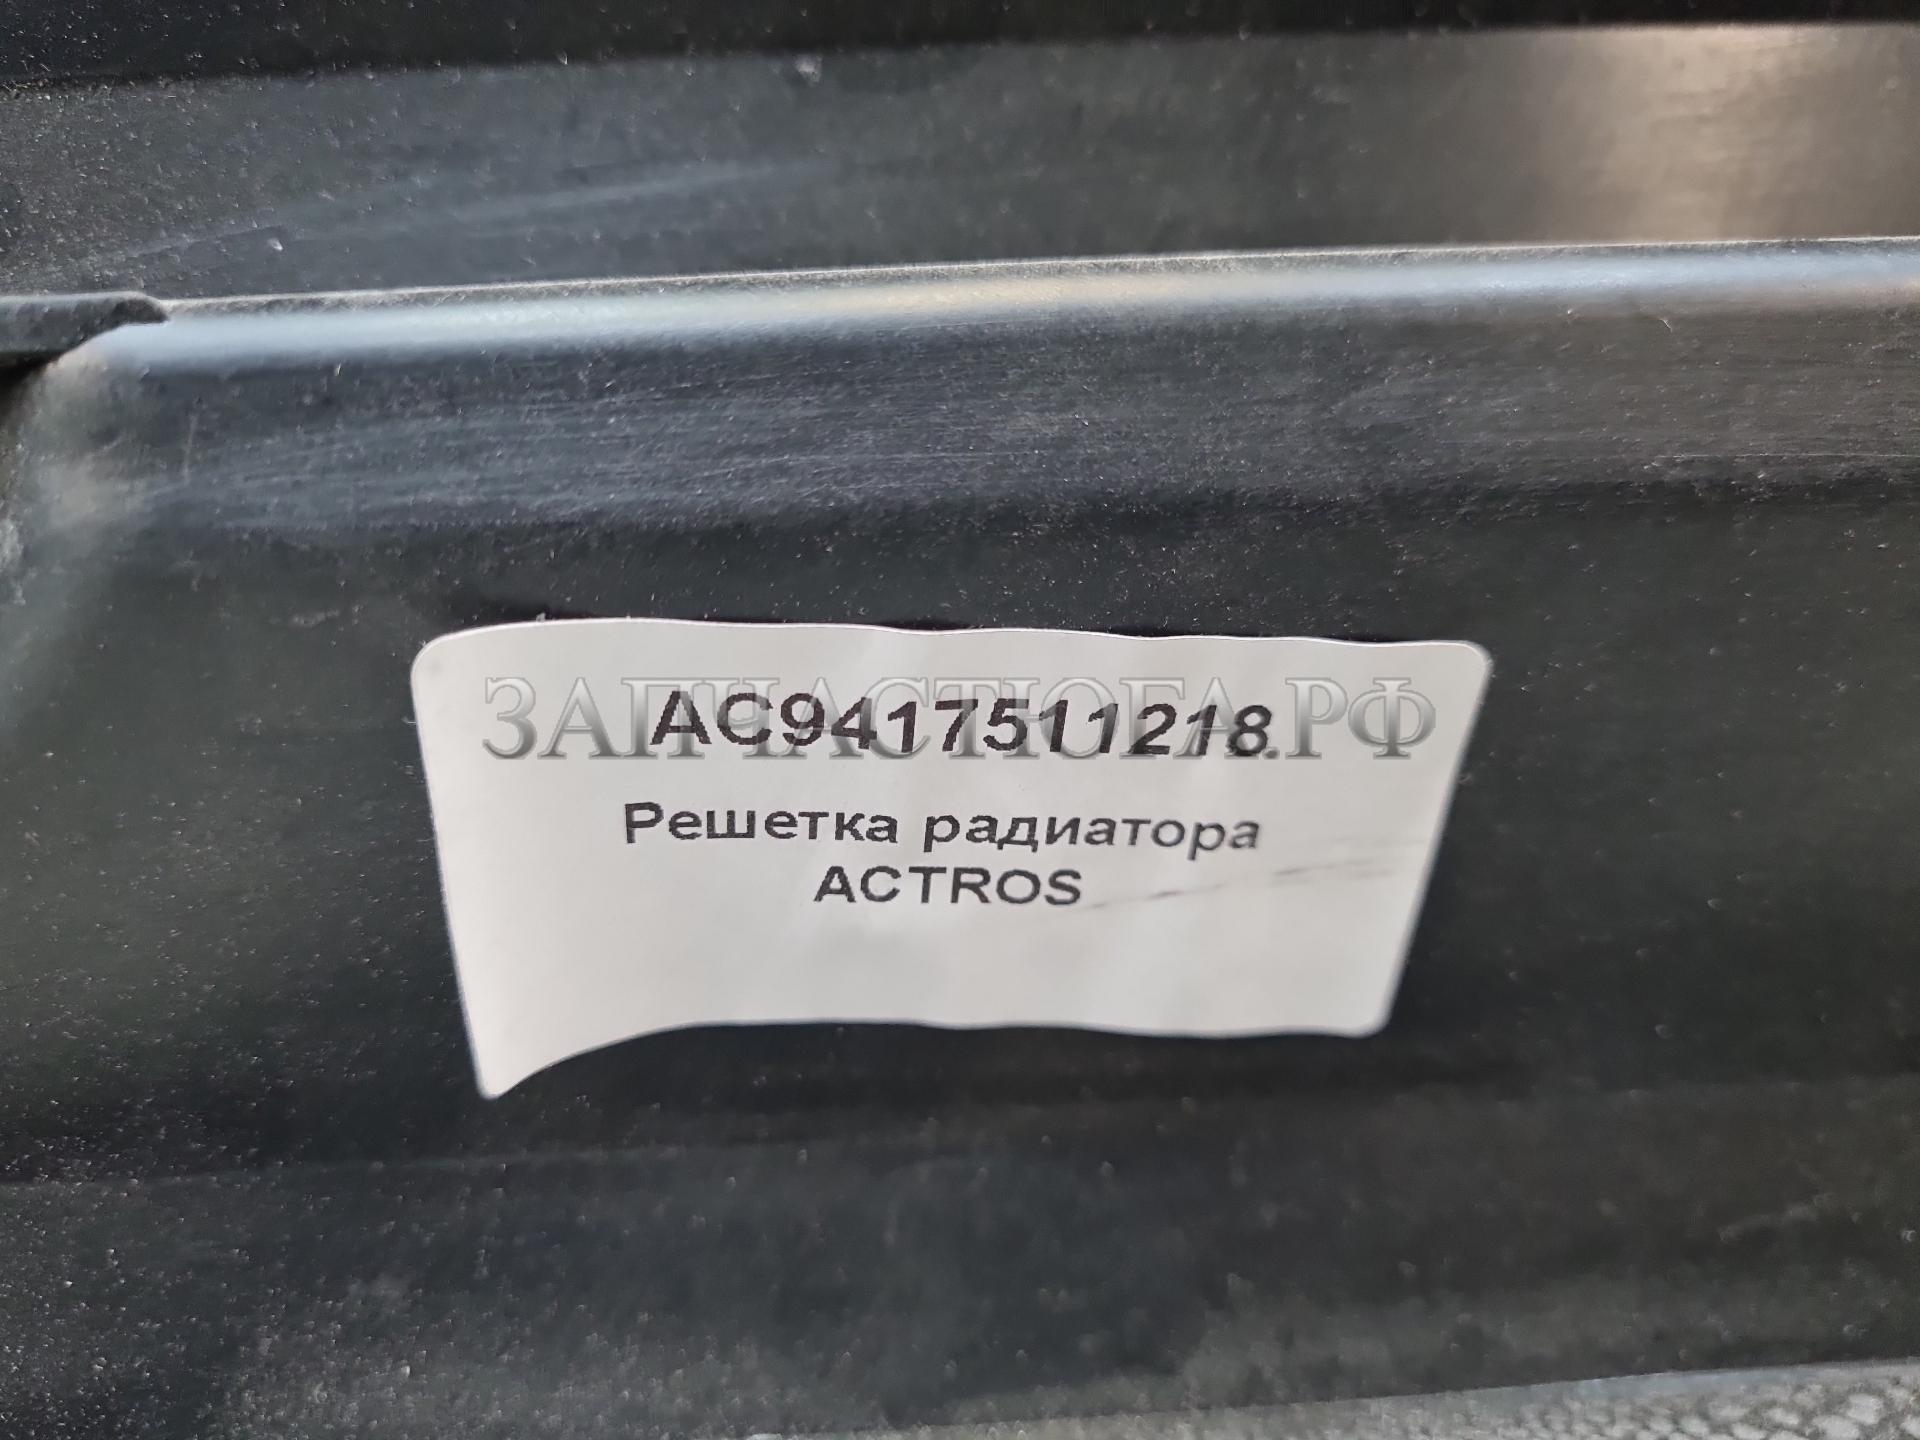 AC9417511218.
ЗАПЧАСТЮГА.РФ
Решетка радиатора
ACTROS